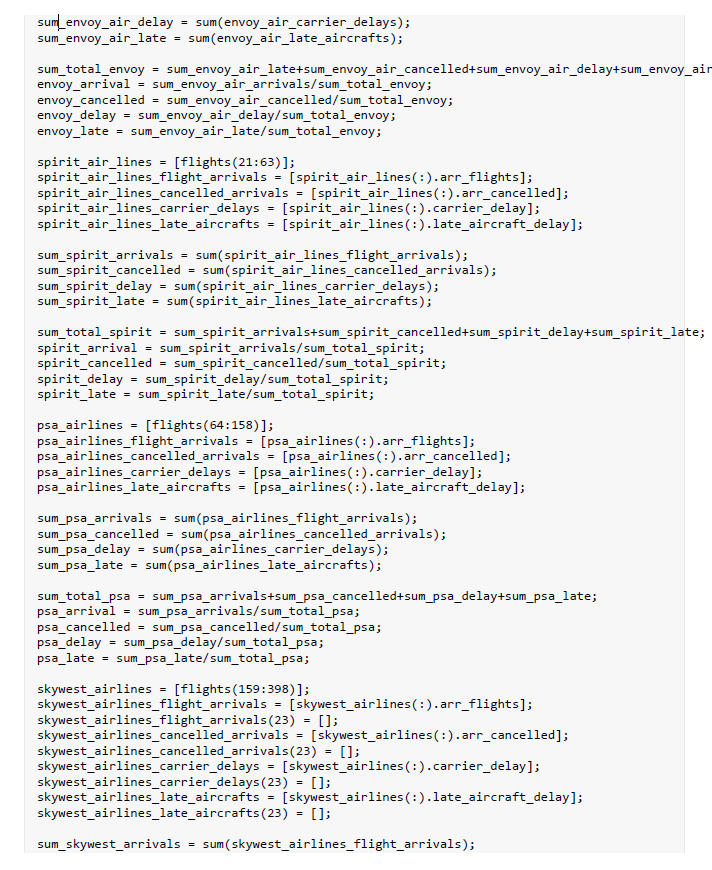 sum_envoy_air_delay = sum(envoy_air_carrier_delays);
sum_envoy_air_late = sum(envoy_air_late_aircrafts);
sum_total_envoy = sum_envoy_air_late+sum_envoy_air_cancelled+sum_envoy_air_delay+sum_envoy_air
envoy_arrival = sum_envoy_air_arrivals/sum_total_envoy;
envoy_cancelled = sum_envoy_air_cancelled/sum_total_envoy;
envoy_delay = sum_envoy_air_delay/sum_total_envoy;
envoy_late = sum_envoy_air_late/sum_total_envoy;
spirit_air_lines = [flights(21:63)];
spirit_air_lines_flight_arrivals = [spirit_air_lines(:).arr_flights];
spirit_air_lines_cancelled_arrivals = [spirit_air_lines(:).arr_cancelled];
spirit_air_lines_carrier_delays = [spirit_air_lines(:).carrier_delay];
spirit_air_lines_late_aircrafts = [spirit_air_lines(:).late_aircraft_delay];
sum_spirit_arrivals = sum(spirit_air_lines_flight_arrivals);
sum_spirit_cancelled = sum(spirit_air_lines_cancelled_arrivals);
sum_spirit_delay = sum(spirit_air_lines_carrier_delays);
sum_spirit_late = sum(spirit_air_lines_late_aircrafts);
sum_total_spirit = sum_spirit_arrivals+sum_spirit_cancelled+sum_spirit_delay+sum_spirit_late;
spirit_arrival = sum_spirit_arrivals/sum_total_spirit;
spirit_cancelled = sum_spirit_cancelled/sum_total_spirit;
spirit_delay = sum_spirit_delay/sum_total_spirit;
spirit_late = sum_spirit_late/sum_total_spirit;
psa_airlines = [flights(64:158)];
psa_airlines_flight_arrivals = [psa_airlines(:).arr_flights];
psa_airlines_cancelled_arrivals = [psa_airlines(:).arr_cancelled];
psa_airlines_carrier_delays = [psa_airlines(:).carrier_delay];
psa_airlines_late_aircrafts = [psa_airlines(:).late_aircraft_delay];
sum_psa_arrivals = sum(psa_airlines_flight_arrivals);
sum_psa_cancelled = sum(psa_airlines_cancelled_arrivals);
sum_psa_delay = sum(psa_airlines_carrier_delays);
sum_psa_late = sum(psa_airlines_late_aircrafts);
sum_total_psa = sum_psa_arrivals+sum_psa_cancelled+sum_psa_delay+sum_psa_late;
psa_arrival = sum_psa_arrivals/sum_total_psa;
psa_cancelled = sum_psa_cancelled/sum_total_psa;
psa_delay = sum_psa_delay/sum_total_psa;
psa_late = sum_psa_late/sum_total_psa;
skywest_airlines = [flights(159:398)];
skywest_airlines_flight_arrivals = [skywest_airlines(:).arr_flights];
skywest_airlines_flight_arrivals(23) = [];
skywest_airlines_cancelled_arrivals = [skywest_airlines(:).arr_cancelled];
skywest_airlines_cancelled_arrivals(23) = [];
skywest_airlines_carrier_delays = [skywest_airlines(:).carrier_delay];
skywest_airlines_carrier_delays(23) = [];
skywest_airlines_late_aircrafts = [skywest_airlines(:).late_aircraft_delay];
skywest_airlines_late_aircrafts(23) = [];
sum_skywest_arrivals = sum(skywest_airlines_flight_arrivals);